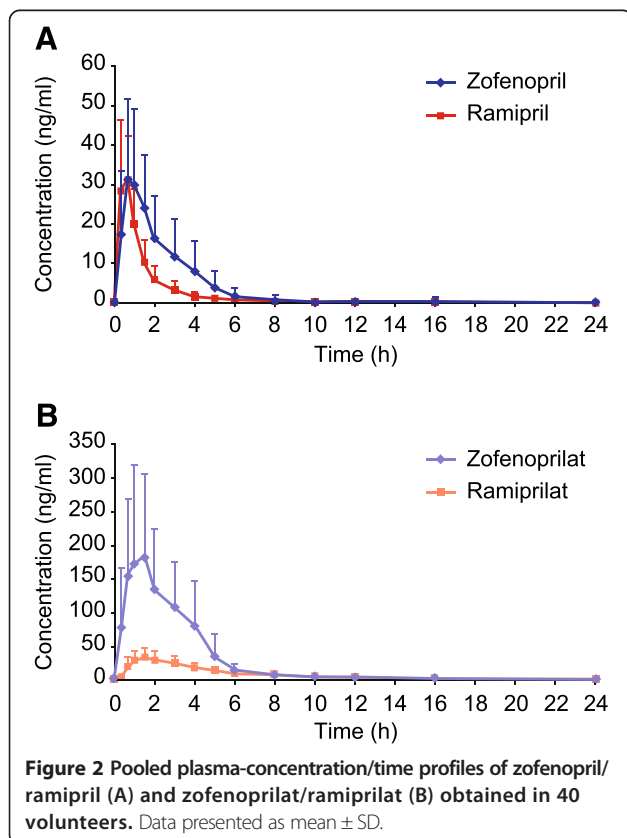 A
60
50
40
30
20
10
0
Concentration (ng/ml)
Zofenopril
Ramipril
0 2 4 6 8 10 12 14 16 18 20 22 24
Time (h)
B
350
300
250
200
150
100
50
0
Concentration (ng/ml)
Zofenoprilat
Ramiprilat
0 2 4 6 8 10 12 14 16 18 20 22 24
Time (h)
Figure 2 Pooled plasma-concentration/time profiles of zofenopril/
ramipril (A) and zofenoprilat/ramiprilat (B) obtained in 40
volunteers. Data presented as mean ± SD.